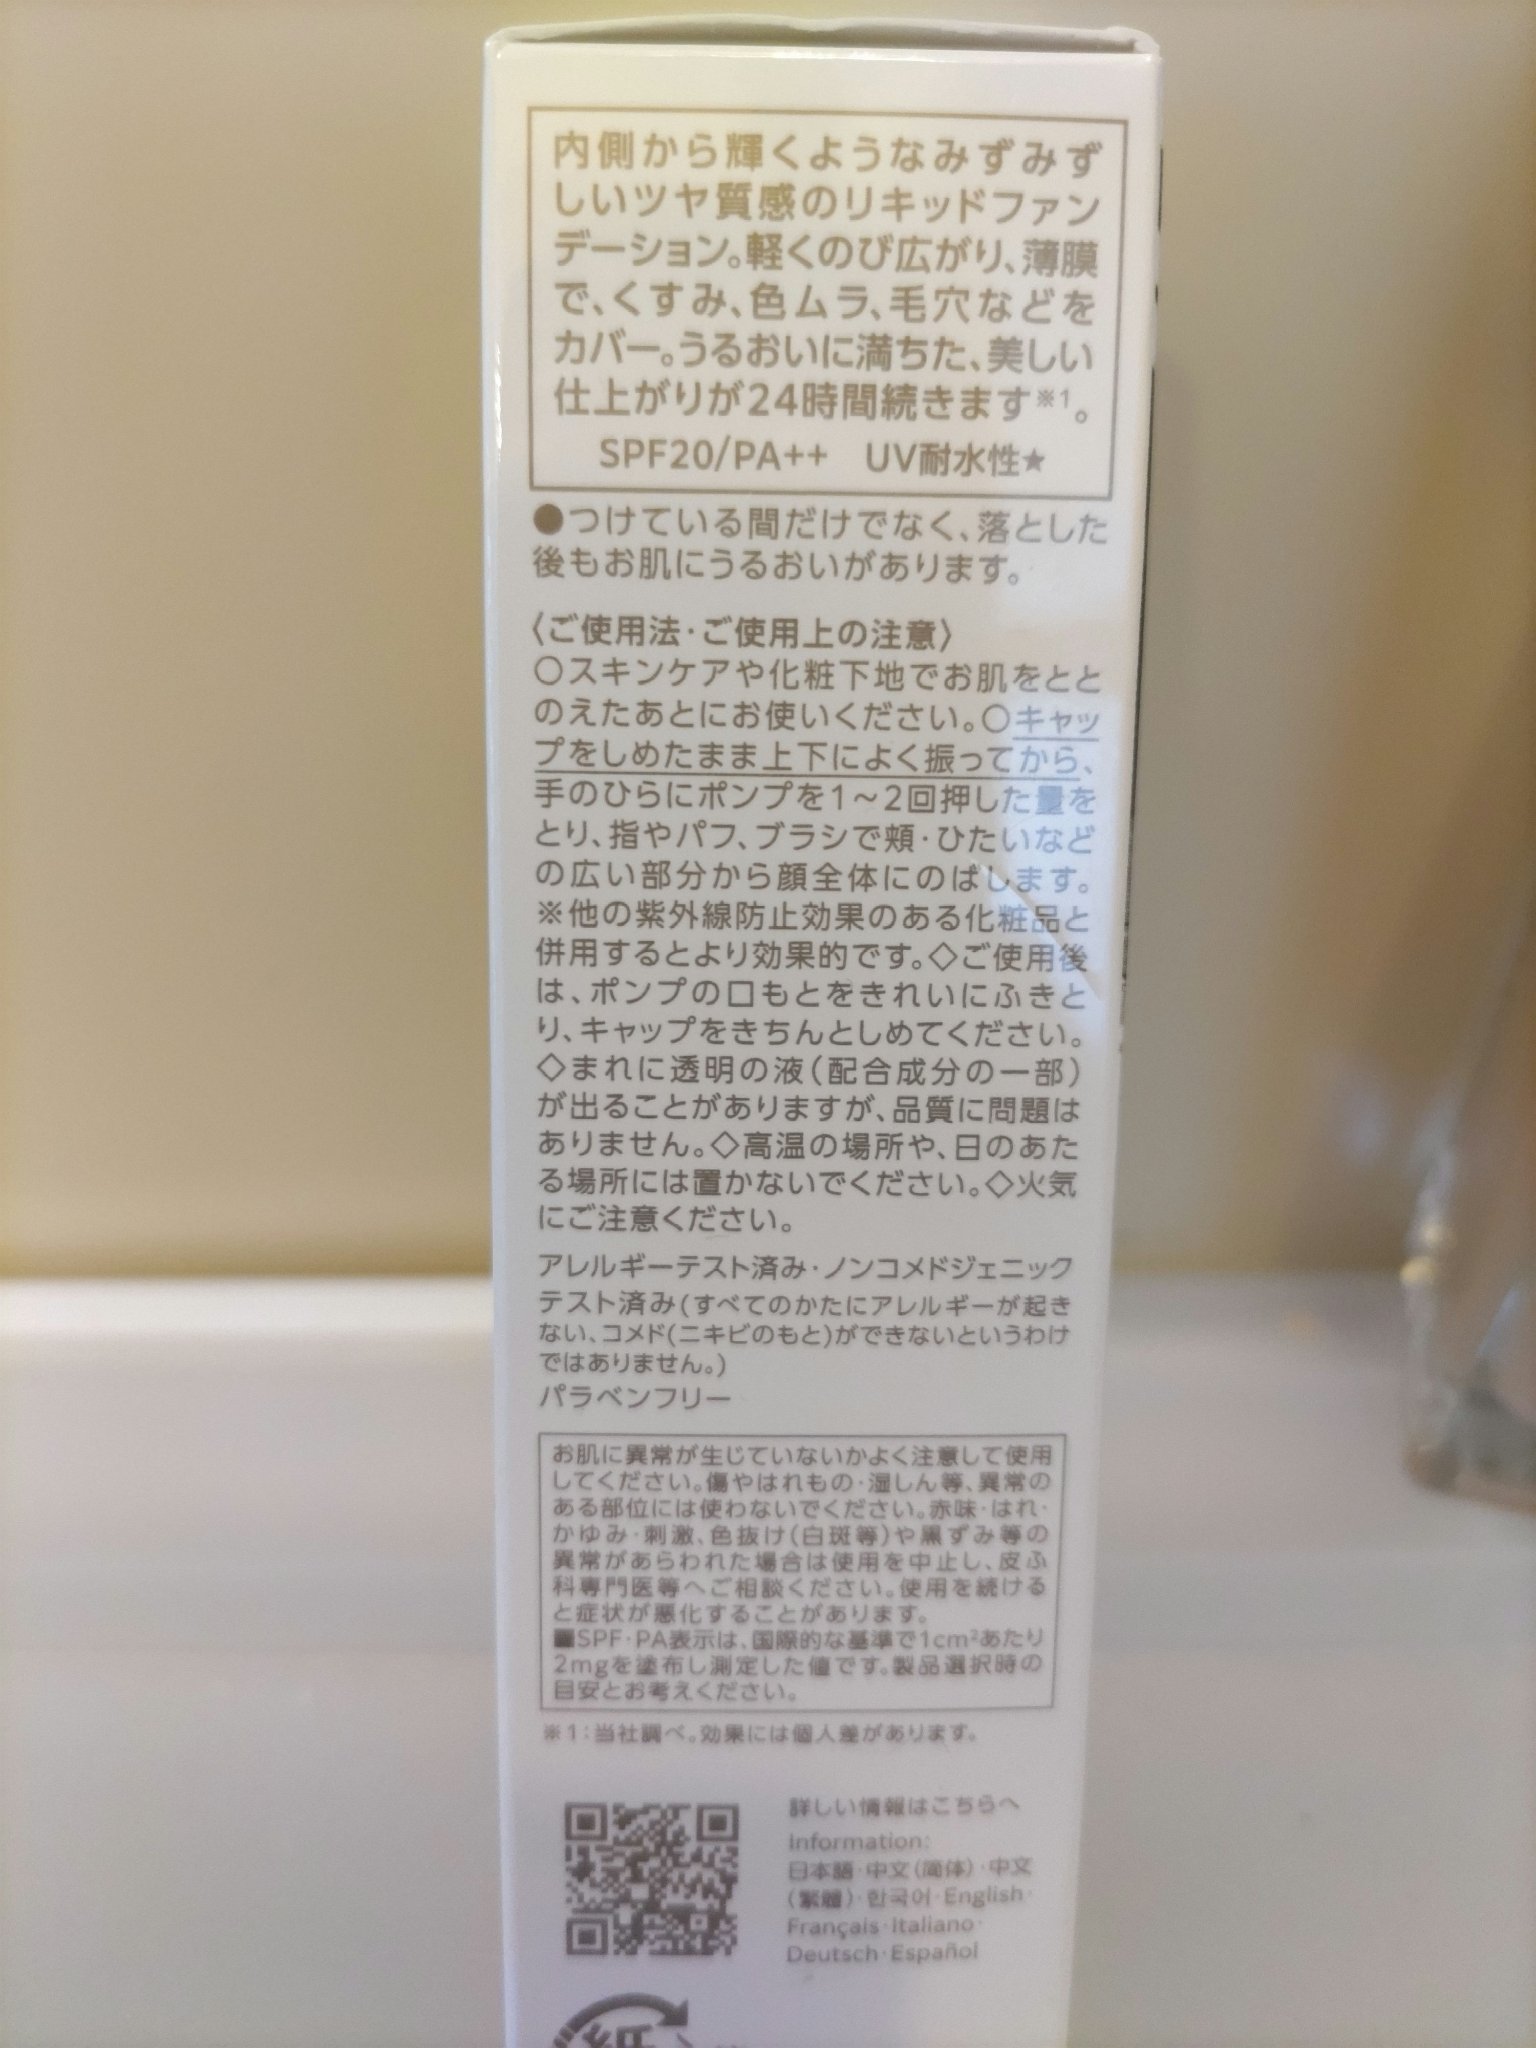 内側から輝くようなみずみず
しいツヤ質感のリキッドファン
デーション。軽くのび広がり、薄膜
で、くすみ、色ムラ、毛穴などを
カバー。うるおいに満ちた、美しい
仕上がりが24時間続きます※1。
SPF20/PA++ UV耐水性★
●つけている間だけでなく、落とした
後もお肌にうるおいがあります。
〈ご使用法・ご使用上の注意〉
○スキンケアや化粧下地でお肌をとと
のえたあとにお使いください。○キャッ
プをしめたまま上下によく振ってから、
手のひらにポンプを1～2回押した量を
とり、指やパフ、ブラシで頬・ひたいなど
の広い部分から顔全体にのばします。
※他の紫外線防止効果のある化粧品と
併用するとより効果的です。◇ご使用後
は、ポンプの口もとをきれいにふきと
り、キャップをきちんとしめてください。
◇まれに透明の液(配合成分の一部)
が出ることがありますが、品質に問題は
ありません。◇高温の場所や、日のあた
る場所には置かないでください。◇火気
にご注意ください。
アレルギーテスト済み・ノンコメドジェニック
テスト済み(すべてのかたにアレルギーが起き
ない、コメド(ニキビのもと)ができないというわけ
ではありません。)
パラベンフリー
お肌に異常が生じていないかよく注意して使用
してください。傷やはれもの・湿しん等、異常の
ある部位には使わないでください。赤味・はれ・
かゆみ・刺激、色抜け(白斑等)や黒ずみ等の
異常があらわれた場合は使用を中止し、皮ふ
科専門医等へご相談ください。使用を続ける
と症状が悪化することがあります。
■SPF・PA表示は、国際的な基準で1cm²あたり
2mgを塗布し測定した値です。製品選択時の
目安とお考えください。
※1:当社調べ。効果には個人差があります。
詳しい情報はこちらへ
Information:
日本語・中文(简体)・中文
(繁體)・한국어・English・
Français・Italiano・
Deutsch・Español
紙